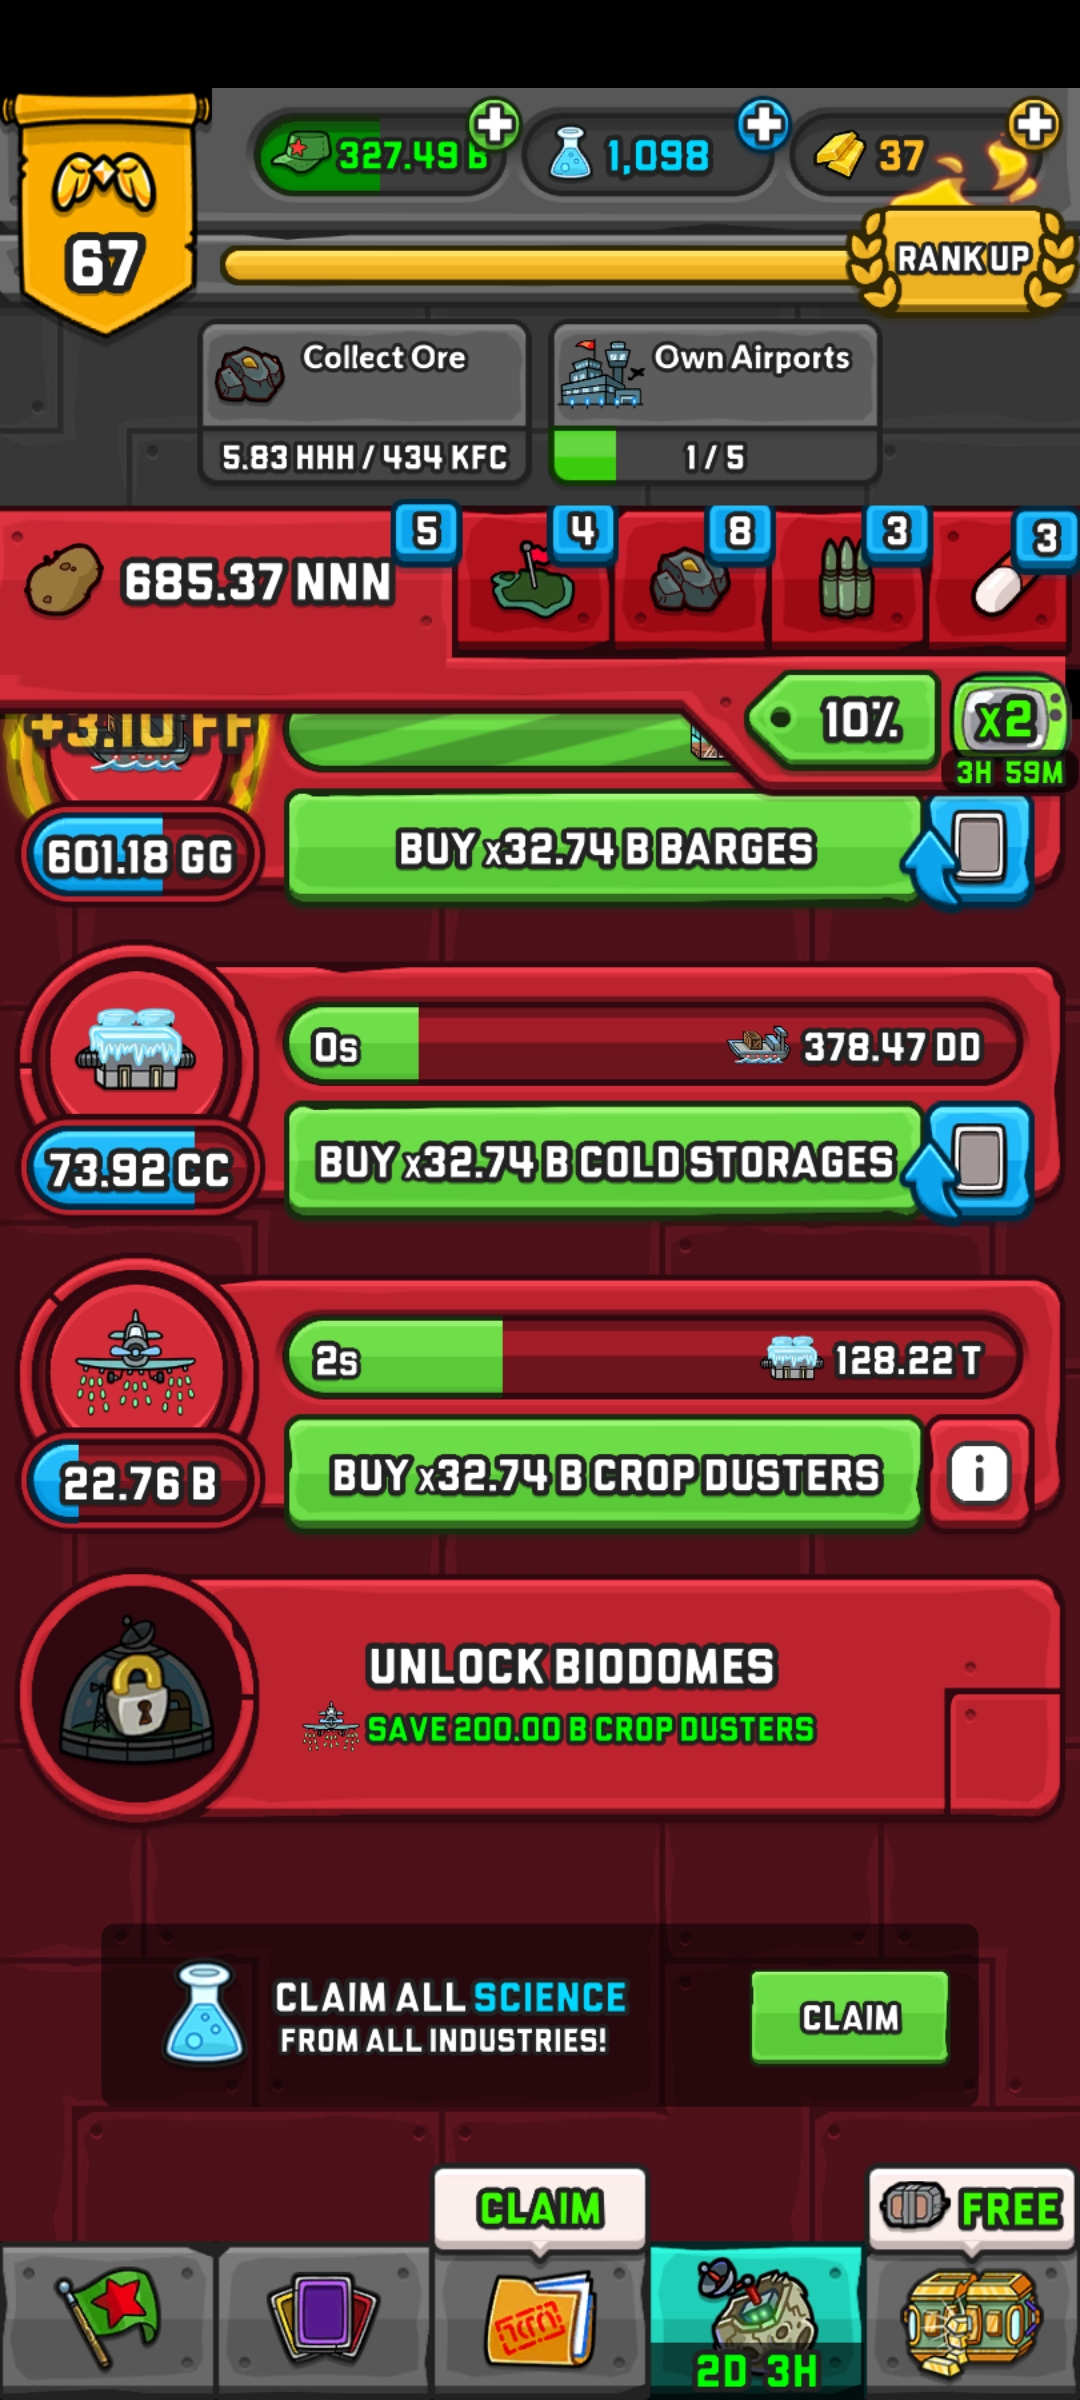 327.49 B
1,098
37
67
RANK UP
Collect Ore
5.83 HHH / 434 KFC
Own Airports
1 / 5
685.37 NNN
5
4
8
3
3
10%
x2
3H 59M
+3.10 FF
601.18 GG
BUY x32.74 B BARGES
0s
378.47 DD
73.92 CC
BUY x32.74 B COLD STORAGES
2s
128.22 T
22.76 B
BUY x32.74 B CROP DUSTERS
i
UNLOCK BIODOMES
SAVE 200.00 B CROP DUSTERS
CLAIM ALL SCIENCE
FROM ALL INDUSTRIES!
CLAIM
CLAIM
FREE
2D 3H